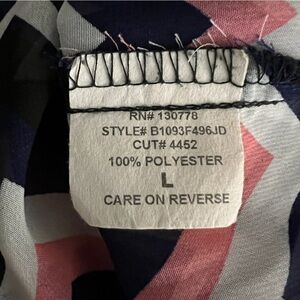 RN# 130778
STYLE# B1093F496JD
CUT# 4452
100% POLYESTER
L
CARE ON REVERSE